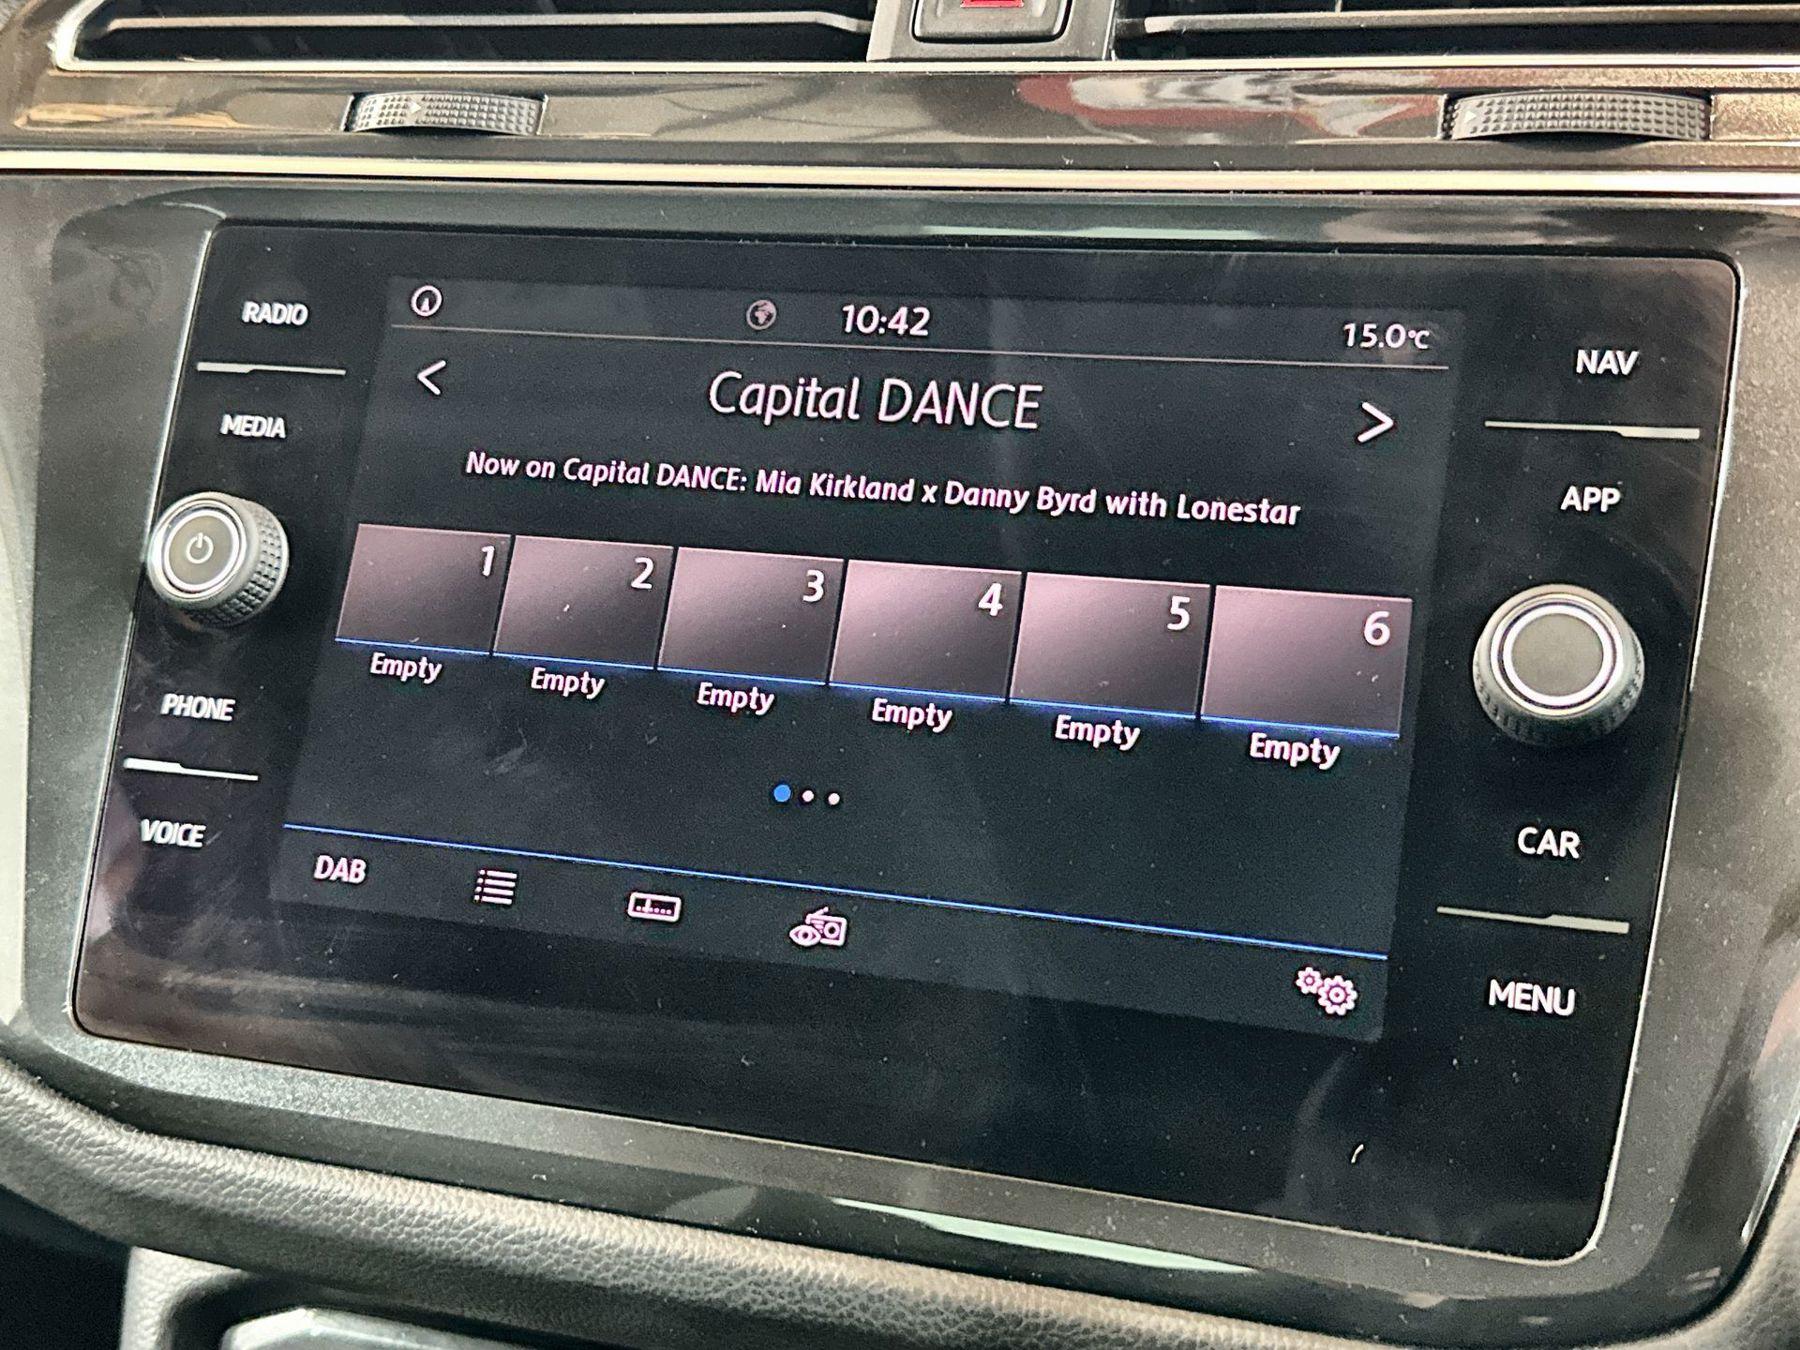 RADIO
MEDIA
PHONE
VOICE
10:42
15.0°C
< Capital DANCE >
Now on Capital DANCE: Mia Kirkland x Danny Byrd with Lonestar
1 2 3 4 5 6
Empty Empty Empty Empty Empty Empty
DAB
NAV
APP
CAR
MENU